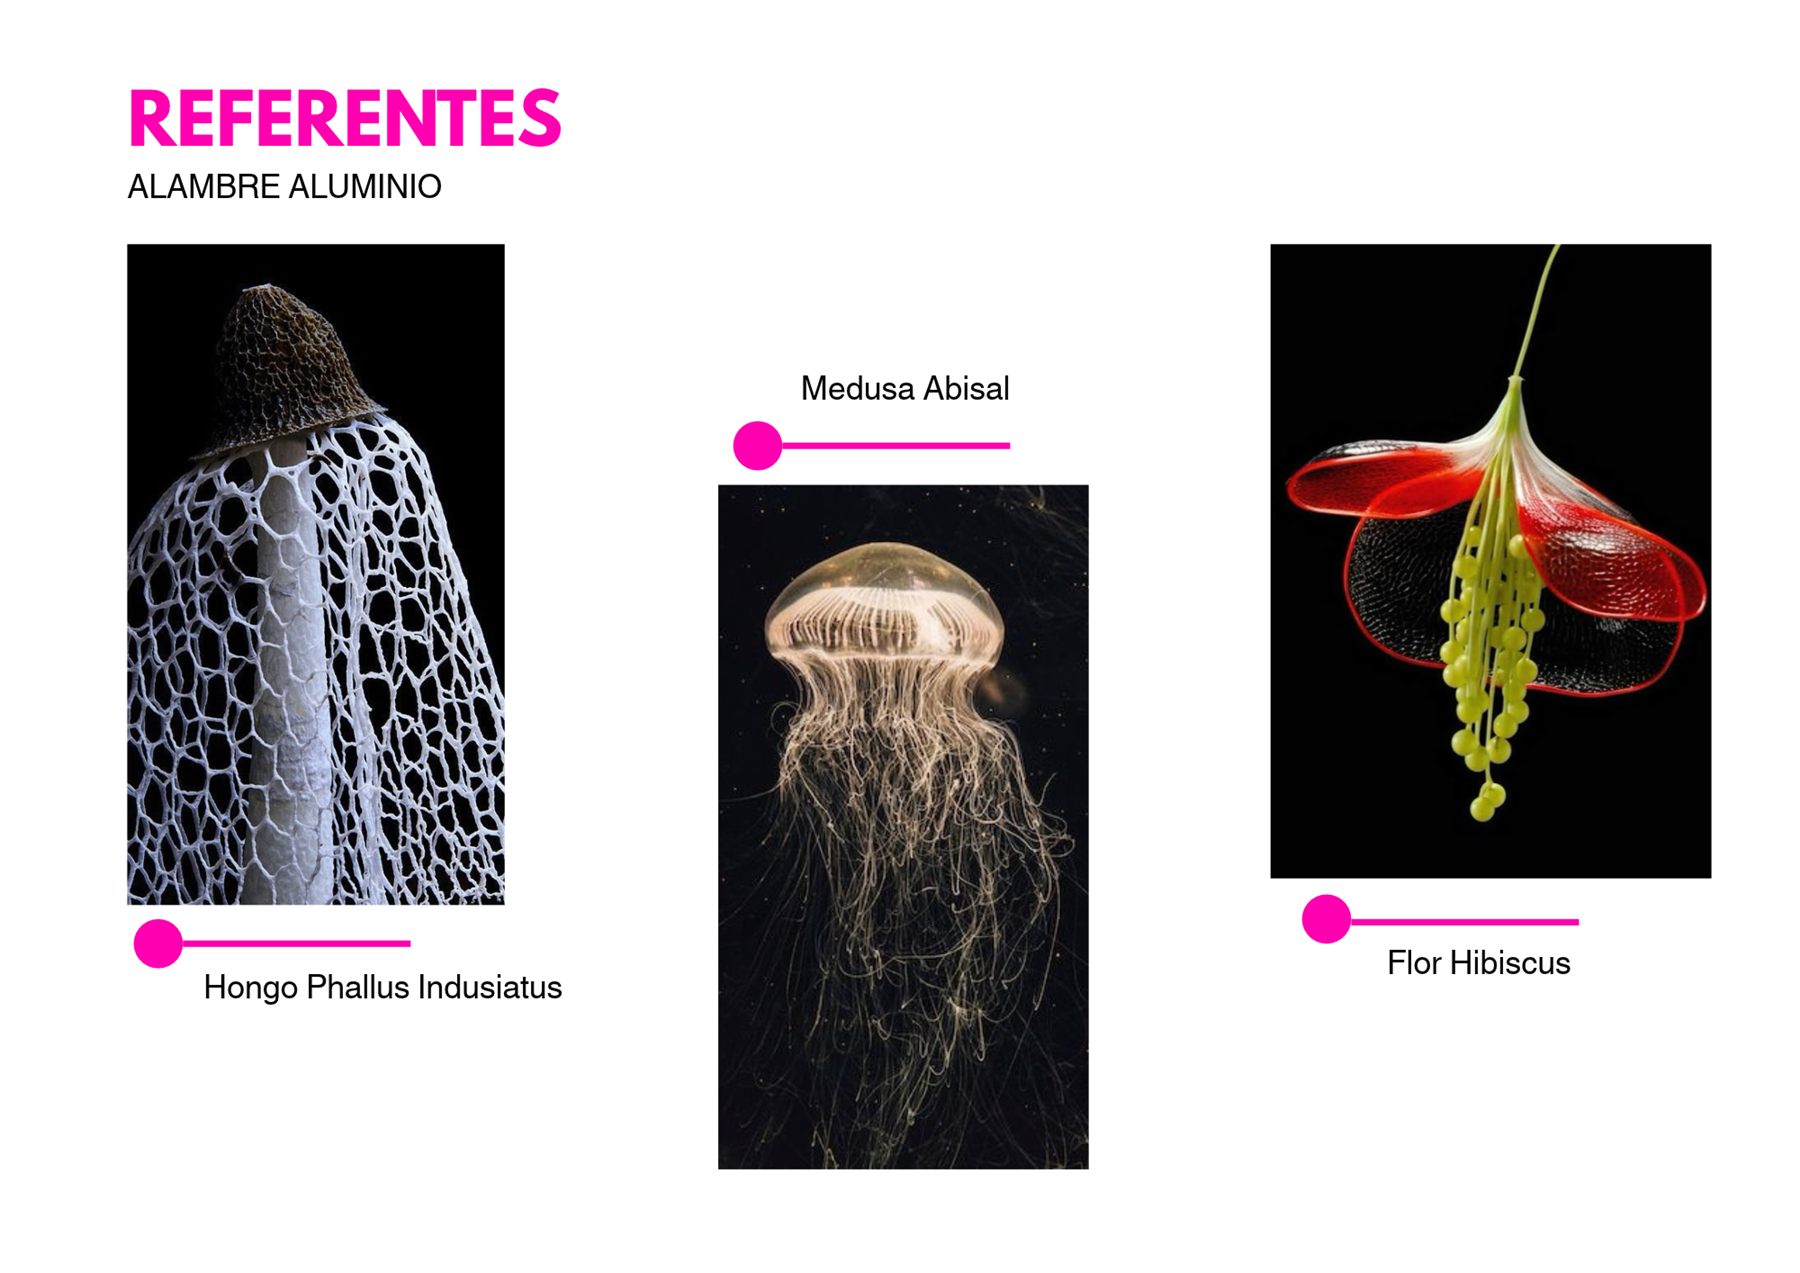 REFERENTES
ALAMBRE ALUMINIO
Medusa Abisal
Hongo Phallus Indusiatus
Flor Hibiscus